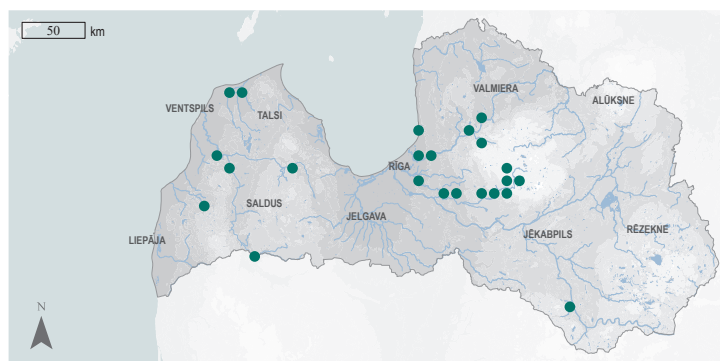 50 km
VALMIERA
ALŪKSNE
VENTSPILS
TALSI
RĪGA
SALDUS
JELGAVA
LIEPĀJA
JĒKABPILS
RĒZEKNE
N